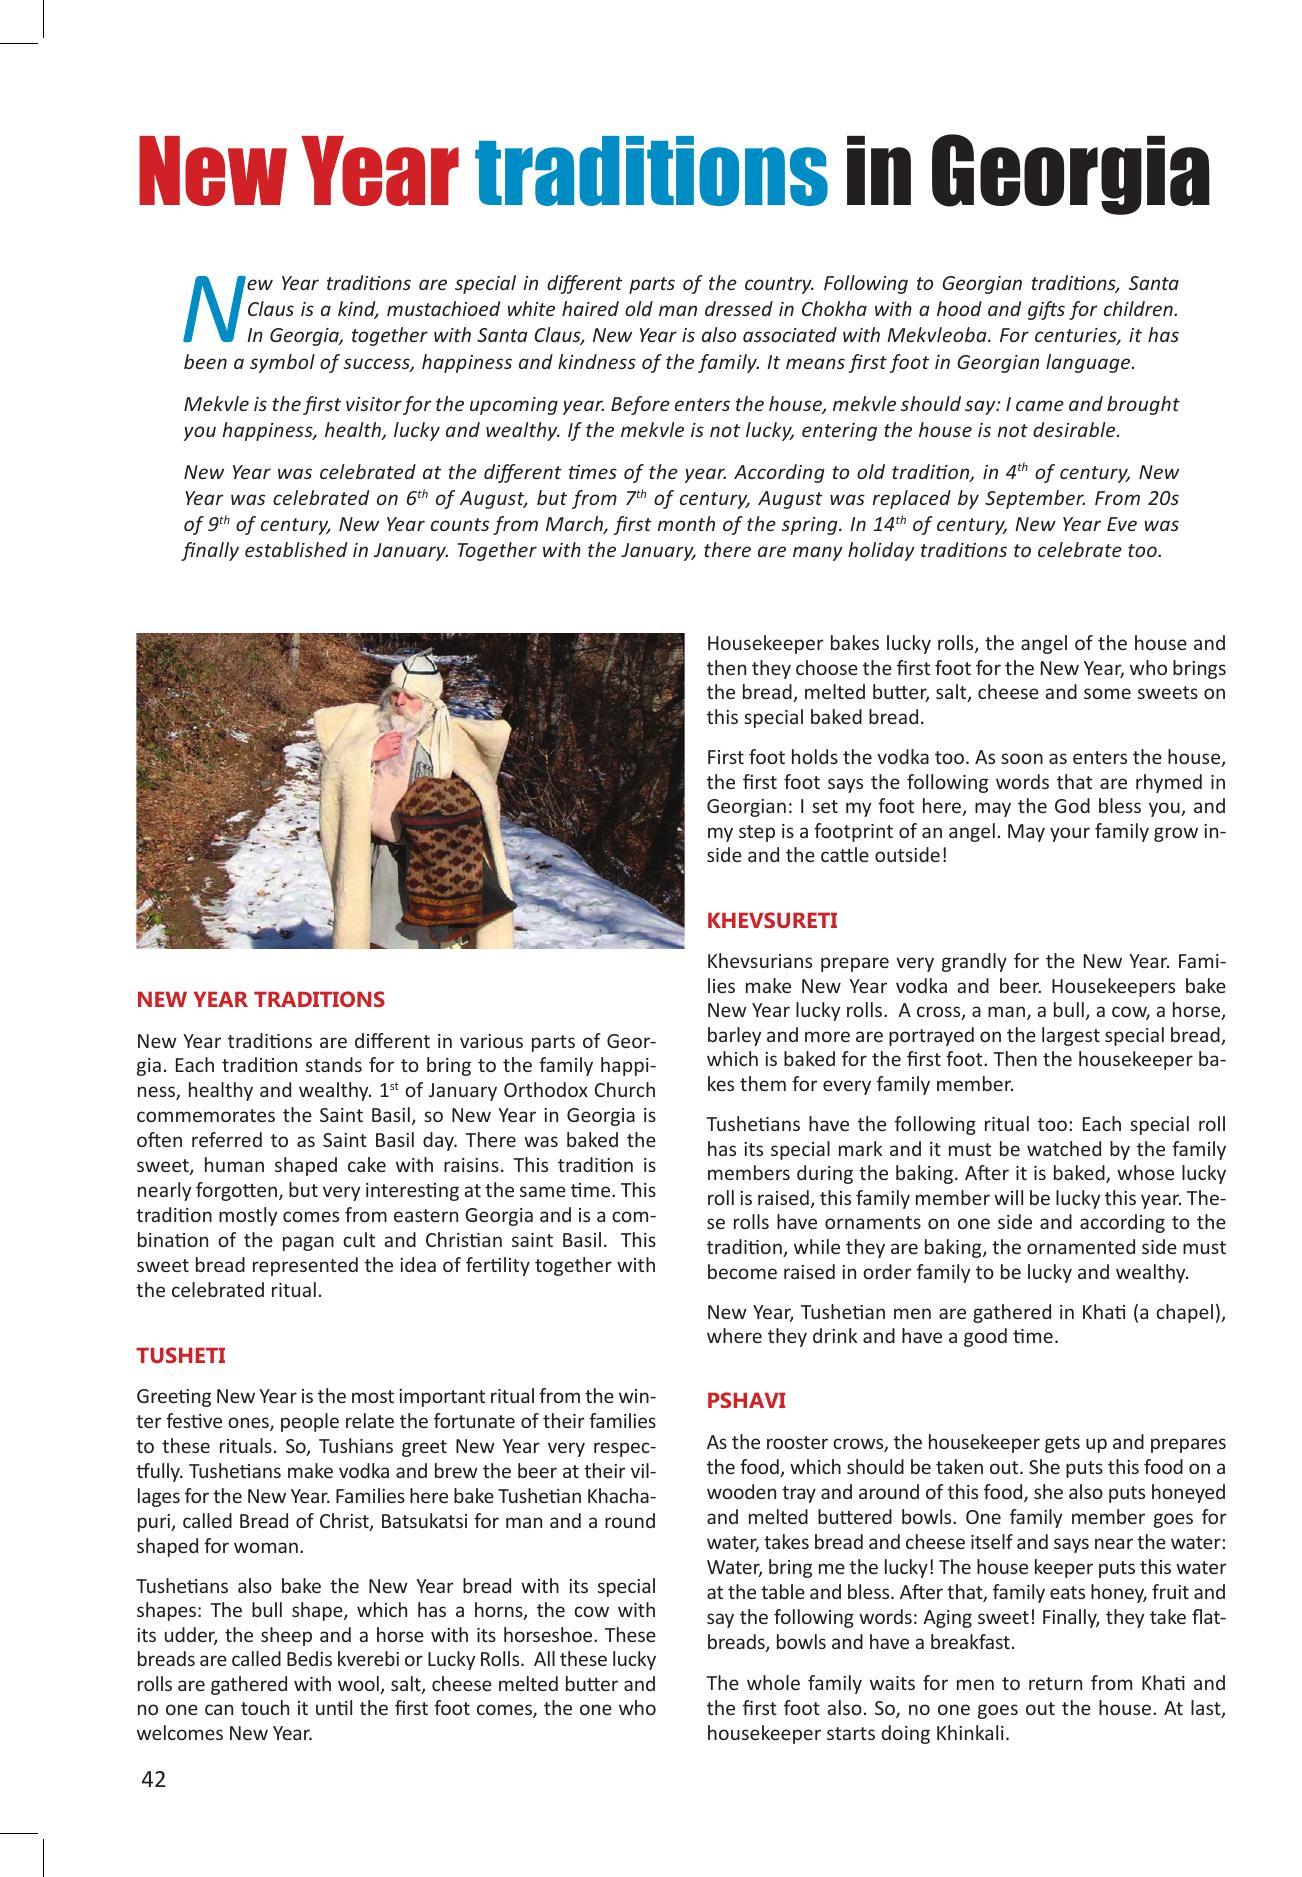 New Year traditions in Georgia
New Year traditions are special in different parts of the country. Following to Georgian traditions, Santa
Claus is a kind, mustachioed white haired old man dressed in Chokha with a hood and gifts for children.
In Georgia, together with Santa Claus, New Year is also associated with Mekvleoba. For centuries, it has
been a symbol of success, happiness and kindness of the family. It means first foot in Georgian language.
Mekvle is the first visitor for the upcoming year. Before enters the house, mekvle should say: I came and brought
you happiness, health, lucky and wealthy. If the mekvle is not lucky, entering the house is not desirable.
New Year was celebrated at the different times of the year. According to old tradition, in 4th of century, New
Year was celebrated on 6th of August, but from 7th of century, August was replaced by September. From 20s
of 9th of century, New Year counts from March, first month of the spring. In 14th of century, New Year Eve was
finally established in January. Together with the January, there are many holiday traditions to celebrate too.
NEW YEAR TRADITIONS
New Year traditions are different in various parts of Geor-
gia. Each tradition stands for to bring to the family happi-
ness, healthy and wealthy. 1st of January Orthodox Church
commemorates the Saint Basil, so New Year in Georgia is
often referred to as Saint Basil day. There was baked the
sweet, human shaped cake with raisins. This tradition is
nearly forgotten, but very interesting at the same time. This
tradition mostly comes from eastern Georgia and is a com-
bination of the pagan cult and Christian saint Basil. This
sweet bread represented the idea of fertility together with
the celebrated ritual.
TUSHETI
Greeting New Year is the most important ritual from the win-
ter festive ones, people relate the fortunate of their families
to these rituals. So, Tushians greet New Year very respec-
tfully. Tushetians make vodka and brew the beer at their vil-
lages for the New Year. Families here bake Tushetian Khacha-
puri, called Bread of Christ, Batsukatsi for man and a round
shaped for woman.
Tushetians also bake the New Year bread with its special
shapes: The bull shape, which has a horns, the cow with
its udder, the sheep and a horse with its horseshoe. These
breads are called Bedis kverebi or Lucky Rolls. All these lucky
rolls are gathered with wool, salt, cheese melted butter and
no one can touch it until the first foot comes, the one who
welcomes New Year.
Housekeeper bakes lucky rolls, the angel of the house and
then they choose the first foot for the New Year, who brings
the bread, melted butter, salt, cheese and some sweets on
this special baked bread.
First foot holds the vodka too. As soon as enters the house,
the first foot says the following words that are rhymed in
Georgian: I set my foot here, may the God bless you, and
my step is a footprint of an angel. May your family grow in-
side and the cattle outside!
KHEVSURETI
Khevsurians prepare very grandly for the New Year. Fami-
lies make New Year vodka and beer. Housekeepers bake
New Year lucky rolls. A cross, a man, a bull, a cow, a horse,
barley and more are portrayed on the largest special bread,
which is baked for the first foot. Then the housekeeper ba-
kes them for every family member.
Tushetians have the following ritual too: Each special roll
has its special mark and it must be watched by the family
members during the baking. After it is baked, whose lucky
roll is raised, this family member will be lucky this year. The-
se rolls have ornaments on one side and according to the
tradition, while they are baking, the ornamented side must
become raised in order family to be lucky and wealthy.
New Year, Tushetian men are gathered in Khati (a chapel),
where they drink and have a good time.
PSHAVI
As the rooster crows, the housekeeper gets up and prepares
the food, which should be taken out. She puts this food on a
wooden tray and around of this food, she also puts honeyed
and melted buttered bowls. One family member goes for
water, takes bread and cheese itself and says near the water:
Water, bring me the lucky! The house keeper puts this water
at the table and bless. After that, family eats honey, fruit and
say the following words: Aging sweet! Finally, they take flat-
breads, bowls and have a breakfast.
The whole family waits for men to return from Khati and
the first foot also. So, no one goes out the house. At last,
housekeeper starts doing Khinkali.
42